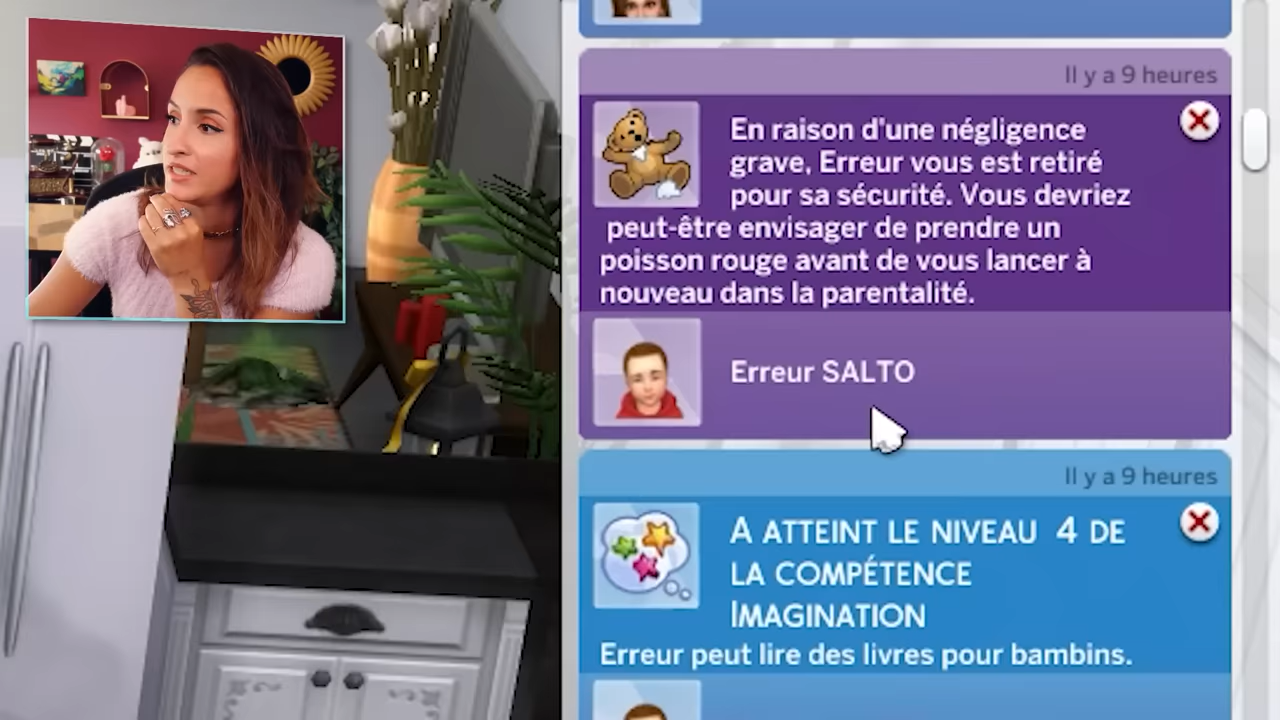 Il y a 9 heures
En raison d'une négligence
grave, Erreur vous est retiré
pour sa sécurité. Vous devriez
peut-être envisager de prendre un
poisson rouge avant de vous lancer à
nouveau dans la parentalité.
Erreur SALTO
Il y a 9 heures
A ATTEINT LE NIVEAU 4 DE
LA COMPÉTENCE
IMAGINATION
Erreur peut lire des livres pour bambins.